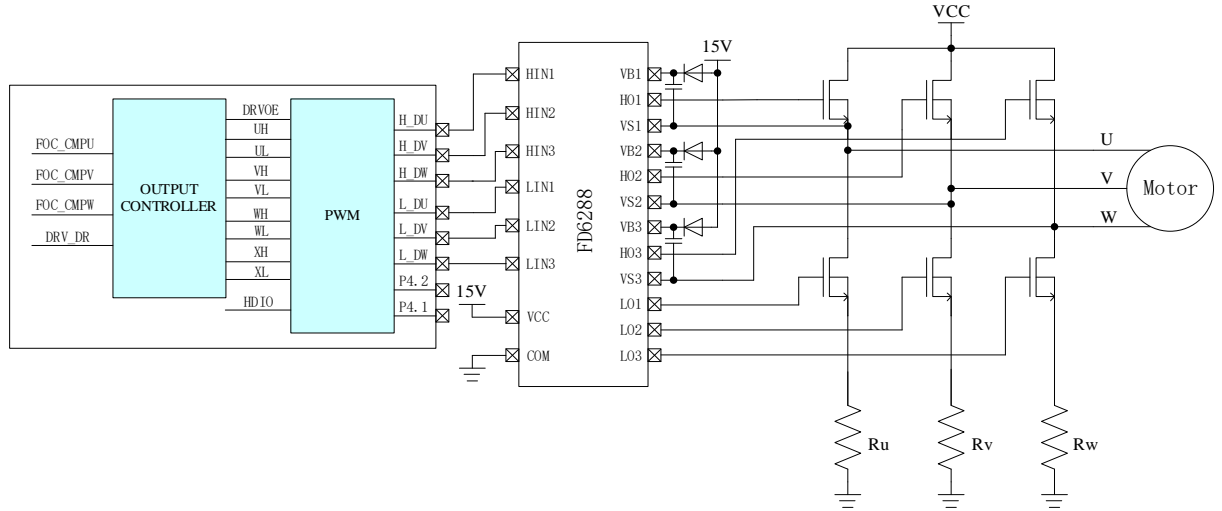 VCC
15V
HIN1
VB1
HO1
DRVOE
H_DU
HIN2
VS1
UH
FOC_CMPU
UL
H_DV
HIN3
VB2
U
VH
H_DW
LIN1
HO2
FOC_CMPV
OUTPUT
CONTROLLER
VL
PWM
V
Motor
FOC_CMPW
WH
L_DU
LIN2
VS2
WL
L_DV
VB3
W
DRV_DR
XH
L_DW
LIN3
FD6288
HO3
XL
P4.2
VS3
HDIO
P4.1
15V
VCC
LO1
LO2
COM
LO3
Ru
Rv
Rw